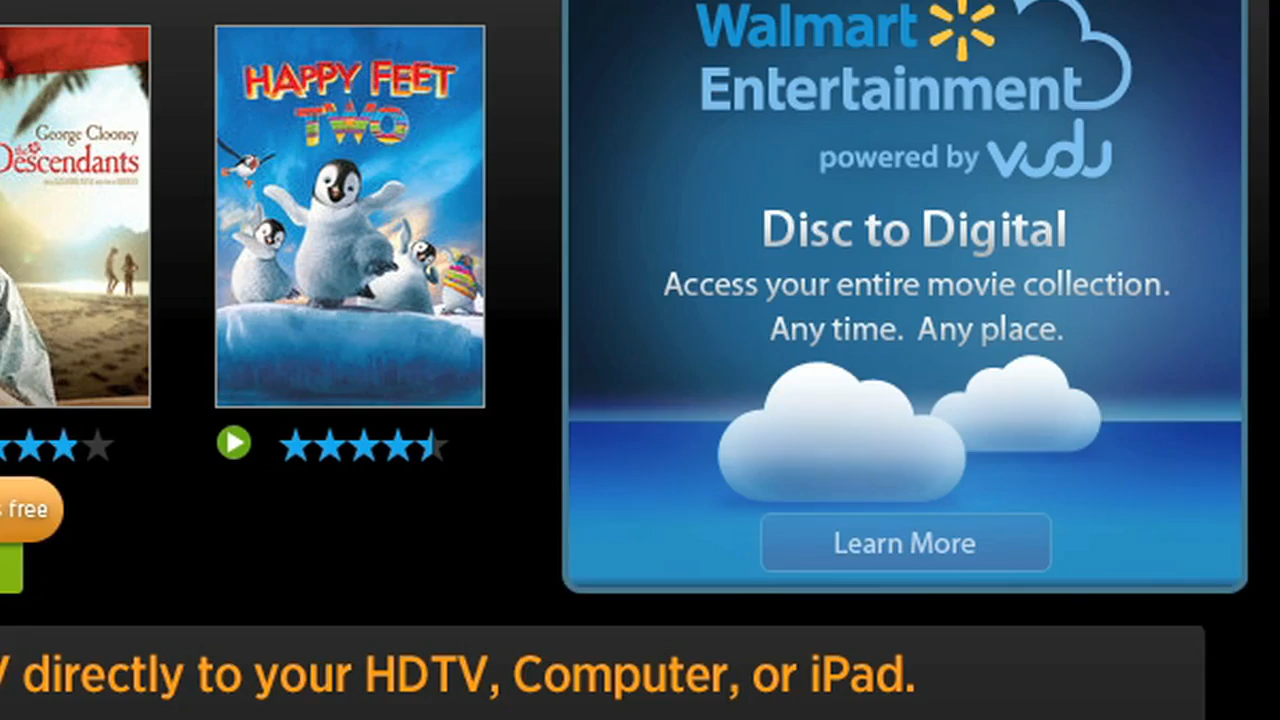 George Clooney
the Descendants
HAPPY FEET
TWO
Walmart
Entertainment
powered by vudu
Disc to Digital
Access your entire movie collection.
Any time. Any place.
Learn More
free
directly to your HDTV, Computer, or iPad.